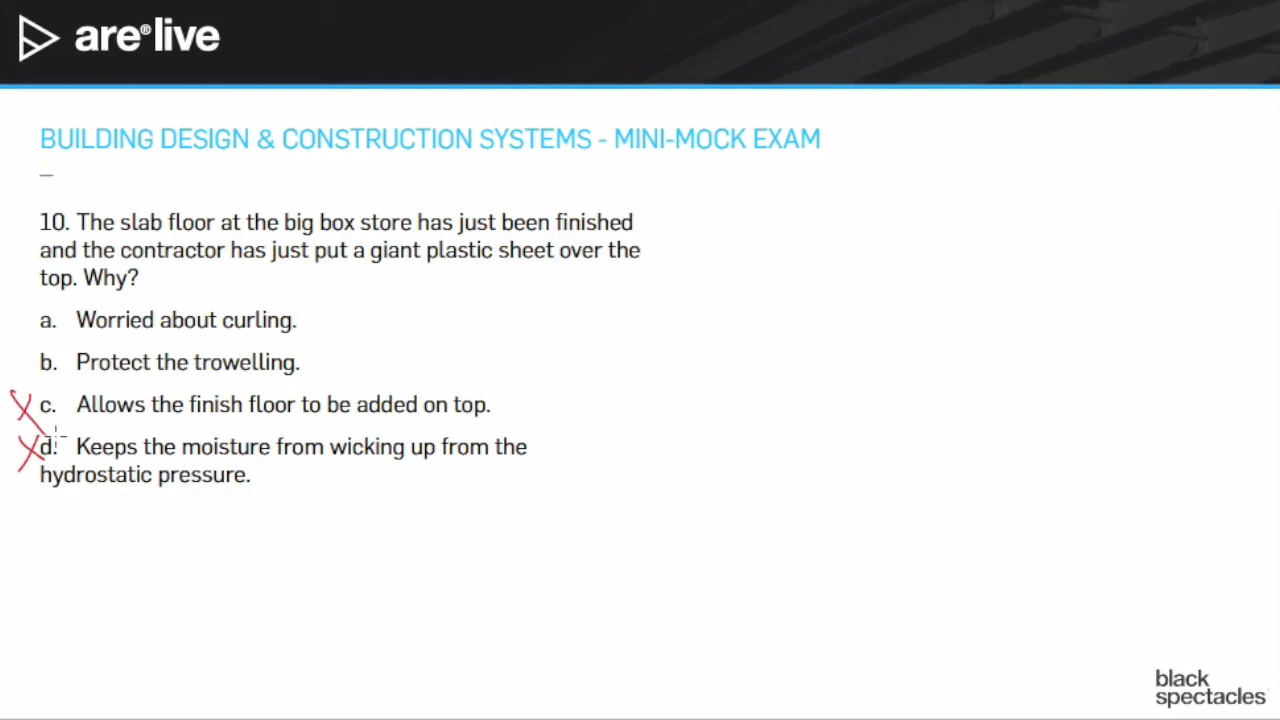 are®live
BUILDING DESIGN & CONSTRUCTION SYSTEMS - MINI-MOCK EXAM
10. The slab floor at the big box store has just been finished
and the contractor has just put a giant plastic sheet over the
top. Why?
a. Worried about curling.
b. Protect the trowelling.
c. Allows the finish floor to be added on top.
d. Keeps the moisture from wicking up from the
hydrostatic pressure.
black
spectacles